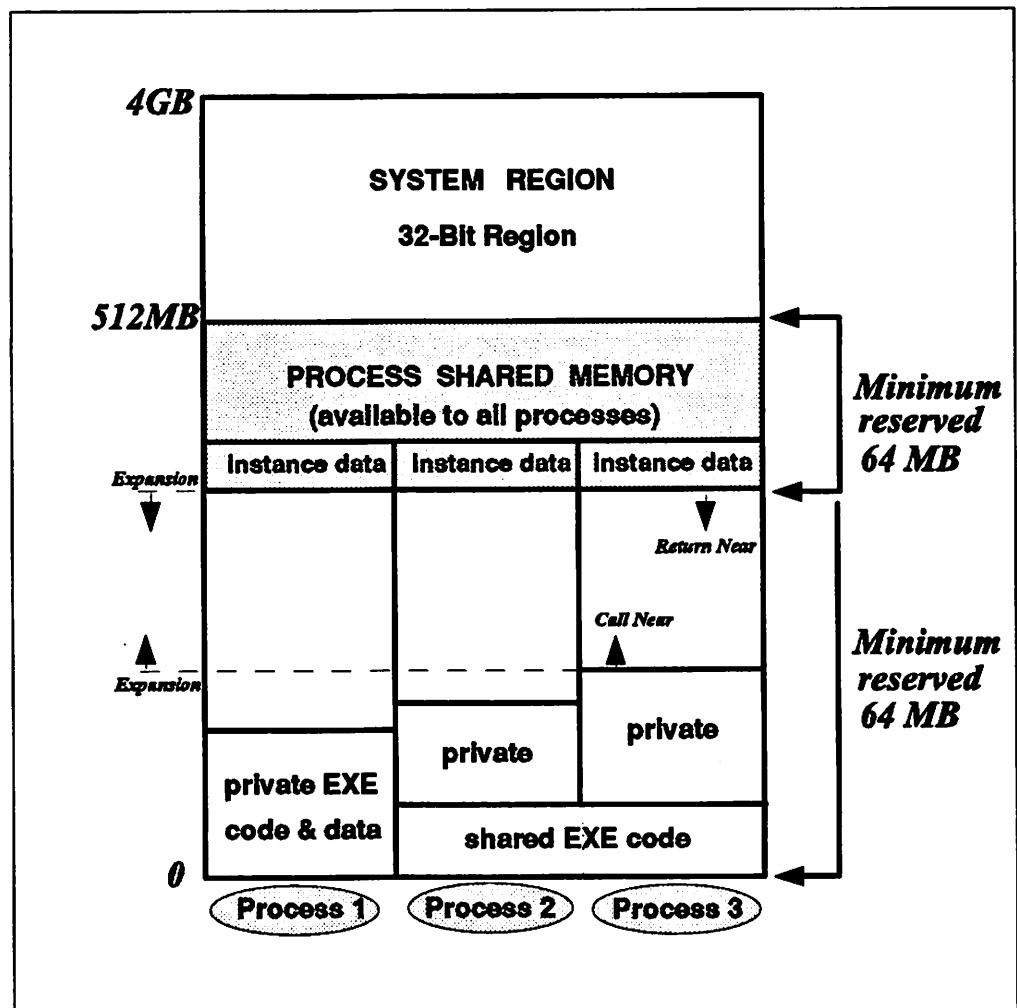 4GB
SYSTEM REGION
32-Bit Region
512MB
PROCESS SHARED MEMORY
(available to all processes)
Minimum
reserved
64 MB
Instance data
Instance data
Instance data
Expansion
Return Near
Call Near
Expansion
Minimum
reserved
64 MB
private EXE
code & data
private
private
shared EXE code
0
Process 1
Process 2
Process 3